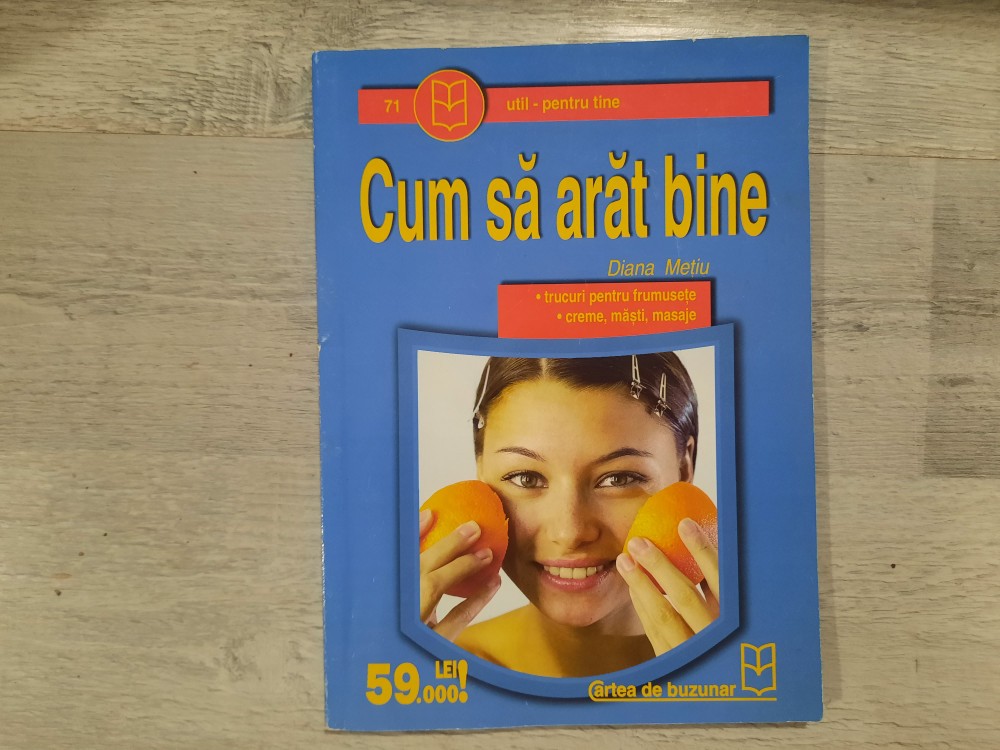 71 util - pentru tine
Cum să arăt bine
Diana Mețiu
• trucuri pentru frumusețe
• creme, măști, masaje
59.000! LEI
Cartea de buzunar